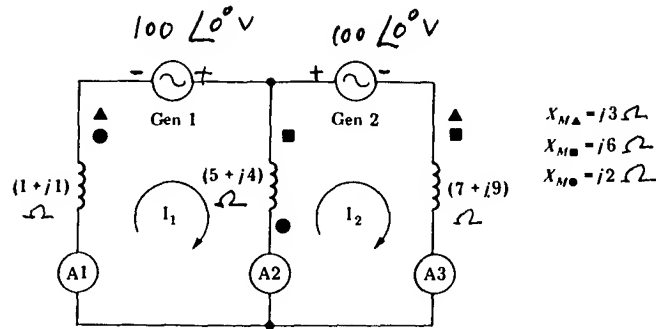 100 ∠0° V
100 ∠0° V
- +
+ -
Gen 1
Gen 2
▲
●
■
▲
■
X_M▲ = j3 Ω
X_M■ = j6 Ω
X_M● = j2 Ω
(1 + j1)
Ω
(5 + j4)
Ω
(7 + j9)
Ω
I₁
I₂
●
A1
A2
A3